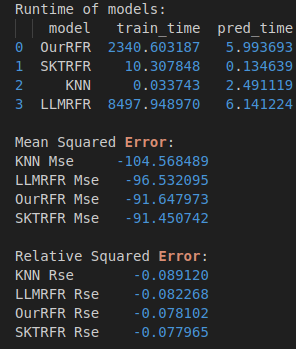 Runtime of models:
model train_time pred_time
0 OurRFR 2340.603187 5.993693
1 SKTRFR 10.307848 0.134639
2 KNN 0.033743 2.491119
3 LLMRFR 8497.948970 6.141224
Mean Squared Error:
KNN Mse -104.568489
LLMRFR Mse -96.532095
OurRFR Mse -91.647973
SKTRFR Mse -91.450742
Relative Squared Error:
KNN Rse -0.089120
LLMRFR Rse -0.082268
OurRFR Rse -0.078102
SKTRFR Rse -0.077965